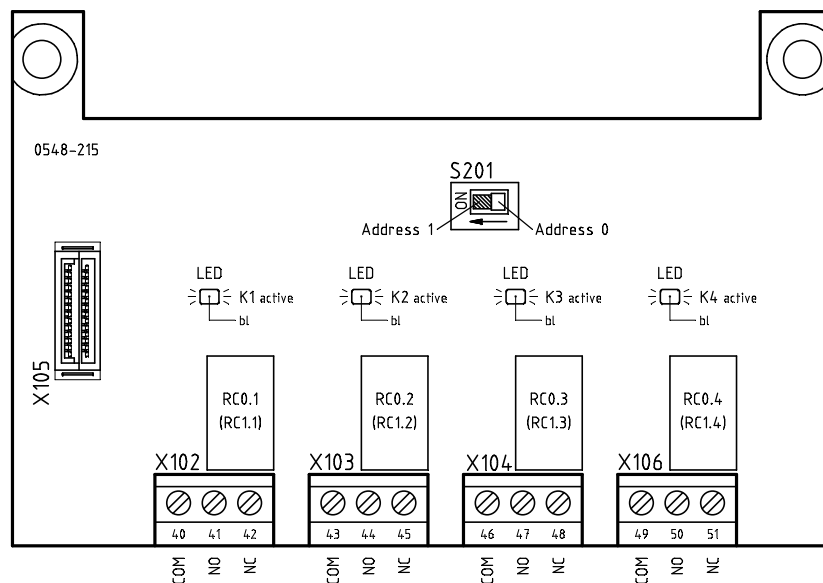 0548-215
S201
ON
Address 1
Address 0
LED
LED
LED
LED
K1 active
K2 active
K3 active
K4 active
bl
bl
bl
bl
X105
RC0.1
(RC1.1)
RC0.2
(RC1.2)
RC0.3
(RC1.3)
RC0.4
(RC1.4)
X102
X103
X104
X106
40 41 42
43 44 45
46 47 48
49 50 51
COM NO NC
COM NO NC
COM NO NC
COM NO NC